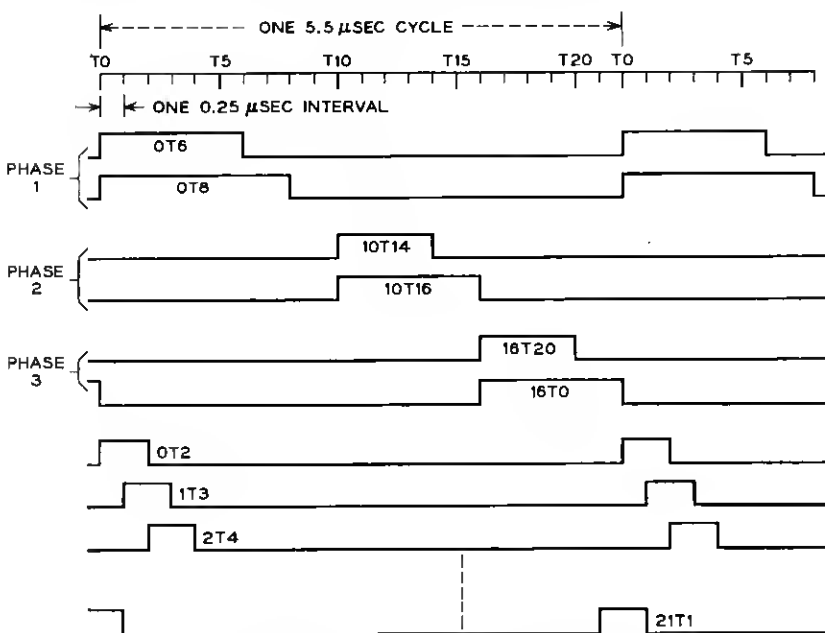 ONE 5.5 µSEC CYCLE
T0 T5 T10 T15 T20 T0 T5
ONE 0.25 µSEC INTERVAL
0T6
PHASE 1
0T8
10T14
PHASE 2
10T16
16T20
PHASE 3
16T0
0T2
1T3
2T4
21T1